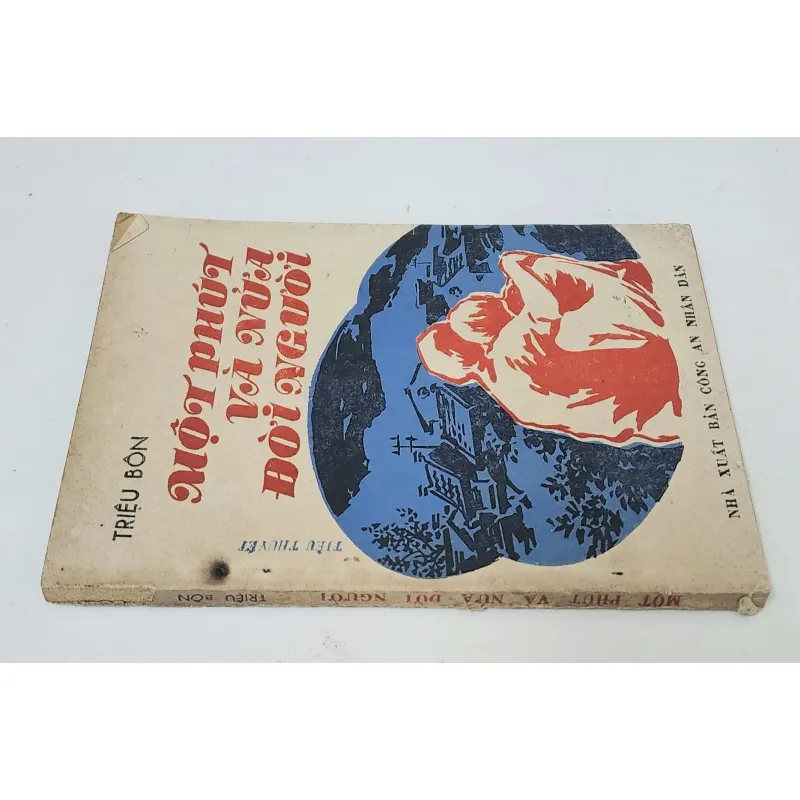 TRIỆU BÔN
MỘT PHÚT
VÀ NỬA
ĐỜI NGƯỜI
TIỂU THUYẾT
NHÀ XUẤT BẢN CÔNG AN NHÂN DÂN
TRIỆU BÔN MỘT PHÚT VÀ NỬA ĐỜI NGƯỜI